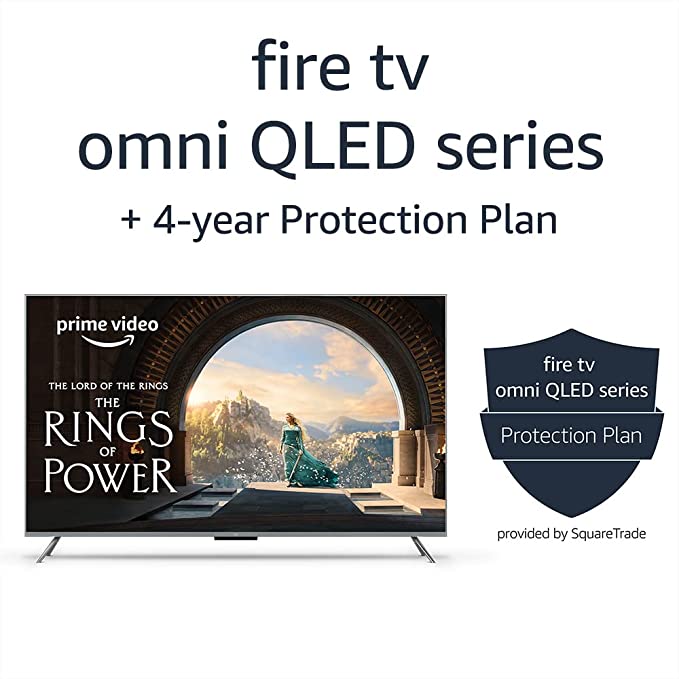 fire tv
omni QLED series
+ 4-year Protection Plan
prime video
THE LORD OF THE RINGS
THE
RINGS
OF
POWER
fire tv
omni QLED series
Protection Plan
provided by SquareTrade